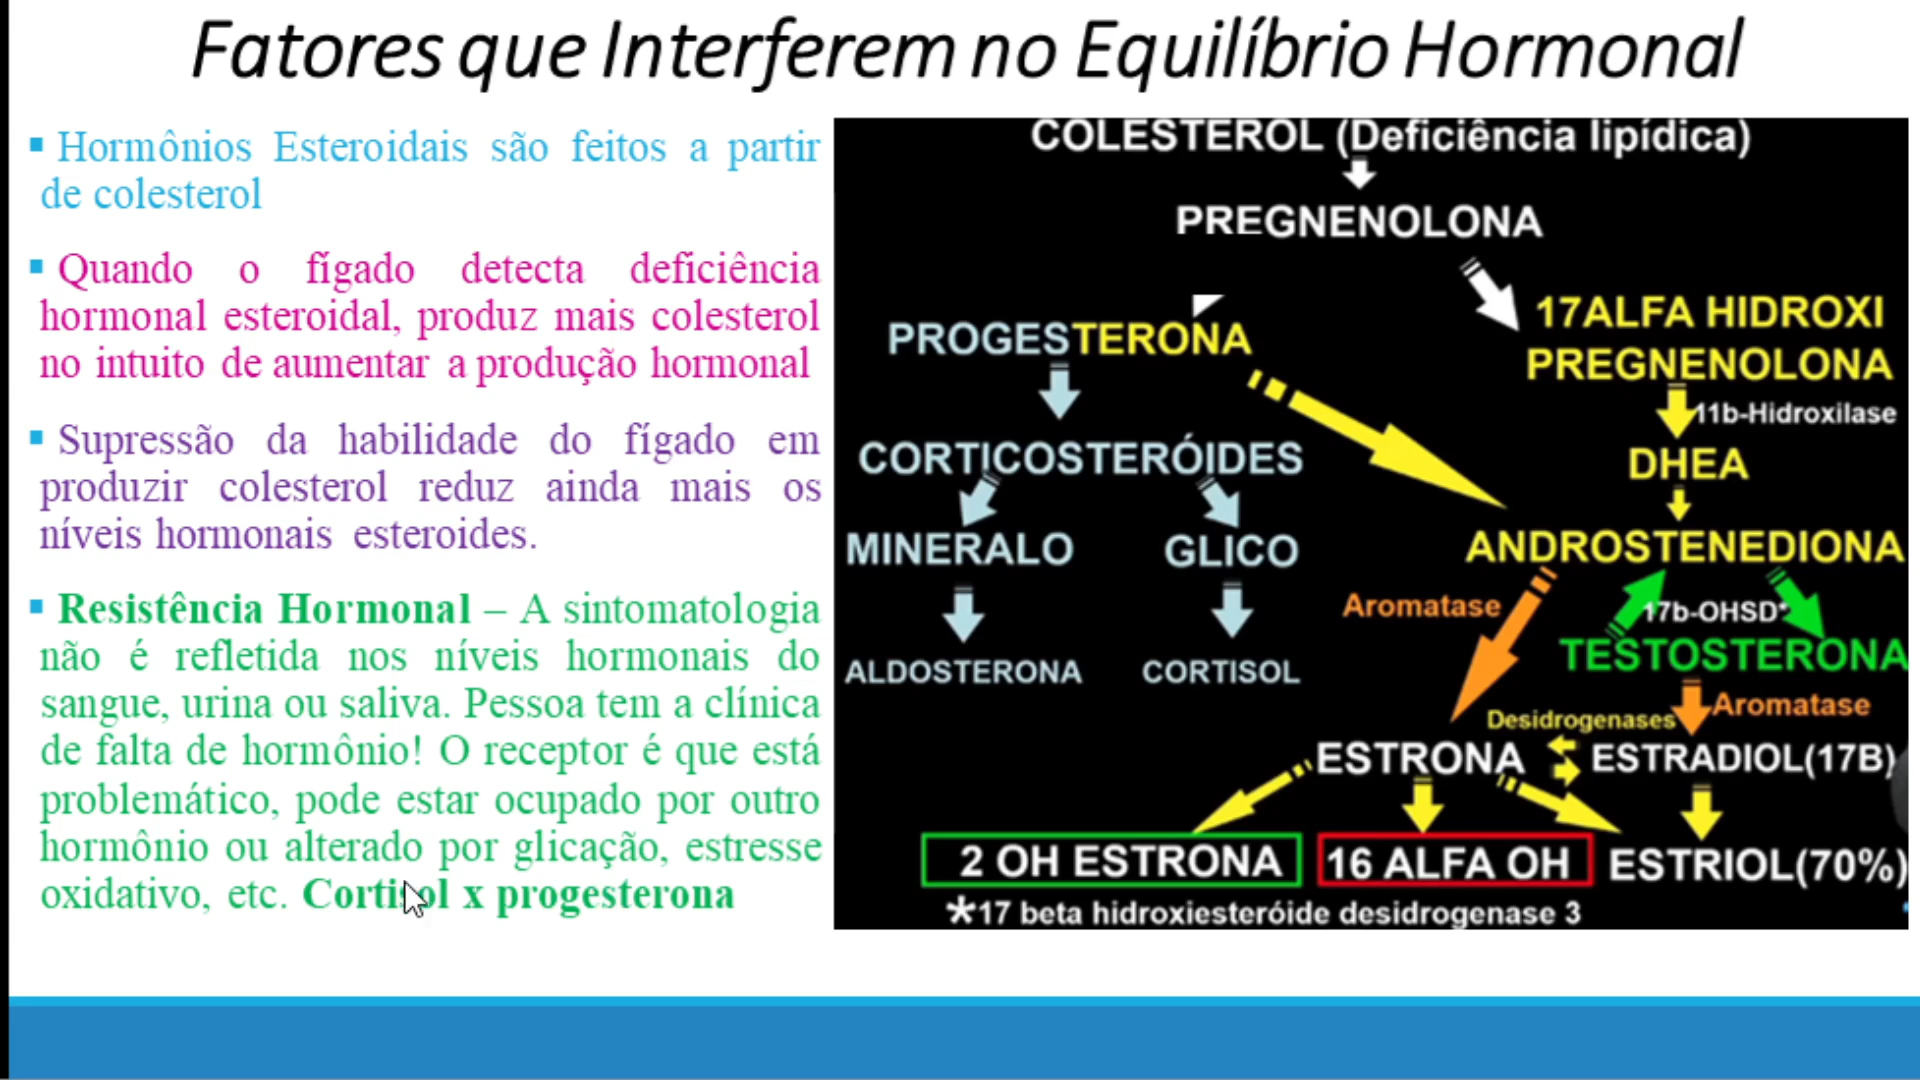 Fatores que Interferem no Equilíbrio Hormonal
Hormônios Esteroidais são feitos a partir
de colesterol
Quando o fígado detecta deficiência
hormonal esteroidal, produz mais colesterol
no intuito de aumentar a produção hormonal
Supressão da habilidade do fígado em
produzir colesterol reduz ainda mais os
níveis hormonais esteroides.
Resistência Hormonal – A sintomatologia
não é refletida nos níveis hormonais do
sangue, urina ou saliva. Pessoa tem a clínica
de falta de hormônio! O receptor é que está
problemático, pode estar ocupado por outro
hormônio ou alterado por glicação, estresse
oxidativo, etc. Cortisol x progesterona
COLESTEROL (Deficiência lipídica)
PREGNENOLONA
17ALFA HIDROXI
PREGNENOLONA
PROGESTERONA
11b-Hidroxilase
DHEA
CORTICOSTERÓIDES
ANDROSTENEDIONA
MINERALO
GLICO
Aromatase
17b-OHSD*
TESTOSTERONA
ALDOSTERONA
CORTISOL
Aromatase
Desidrogenases
ESTRONA
ESTRADIOL(17B)
2 OH ESTRONA
16 ALFA OH
ESTRIOL(70%)
*17 beta hidroxiesteróide desidrogenase 3